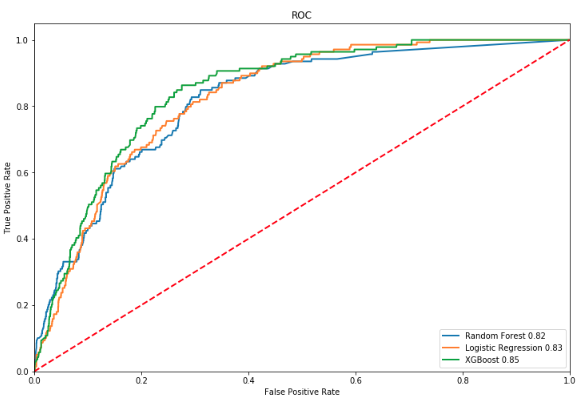 ROC
1.0
0.8
0.6
0.4
0.2
0.0
True Positive Rate
0.0 0.2 0.4 0.6 0.8 1.0
False Positive Rate
Random Forest 0.82
Logistic Regression 0.83
XGBoost 0.85